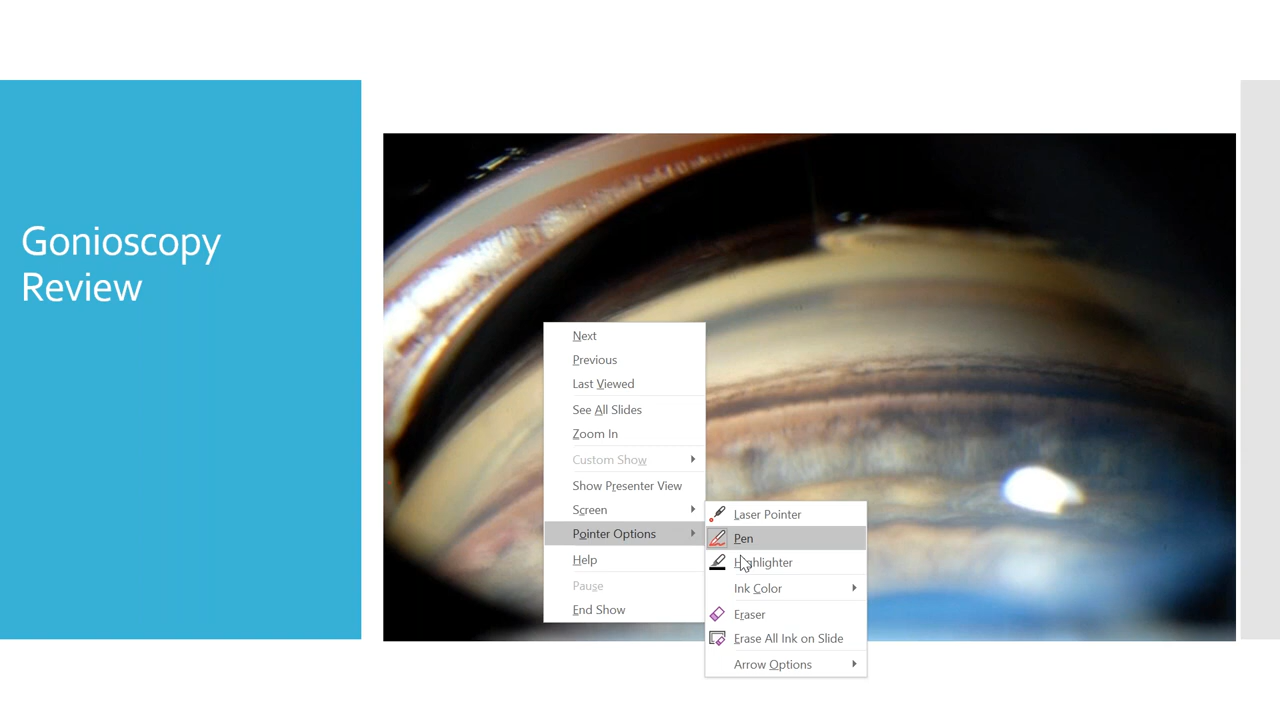 Gonioscopy
Review
Next
Previous
Last Viewed
See All Slides
Zoom In
Custom Show
Show Presenter View
Screen
Pointer Options
Help
Pause
End Show
Laser Pointer
Pen
Highlighter
Ink Color
Eraser
Erase All Ink on Slide
Arrow Options